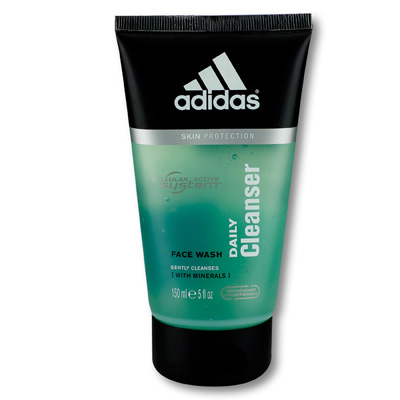 adidas
SKIN PROTECTION
CELLULAR ACTIVE
system
DAILY
Cleanser
FACE WASH
GENTLY CLEANSES
[ WITH MINERALS ]
150 ml e 5 fl oz